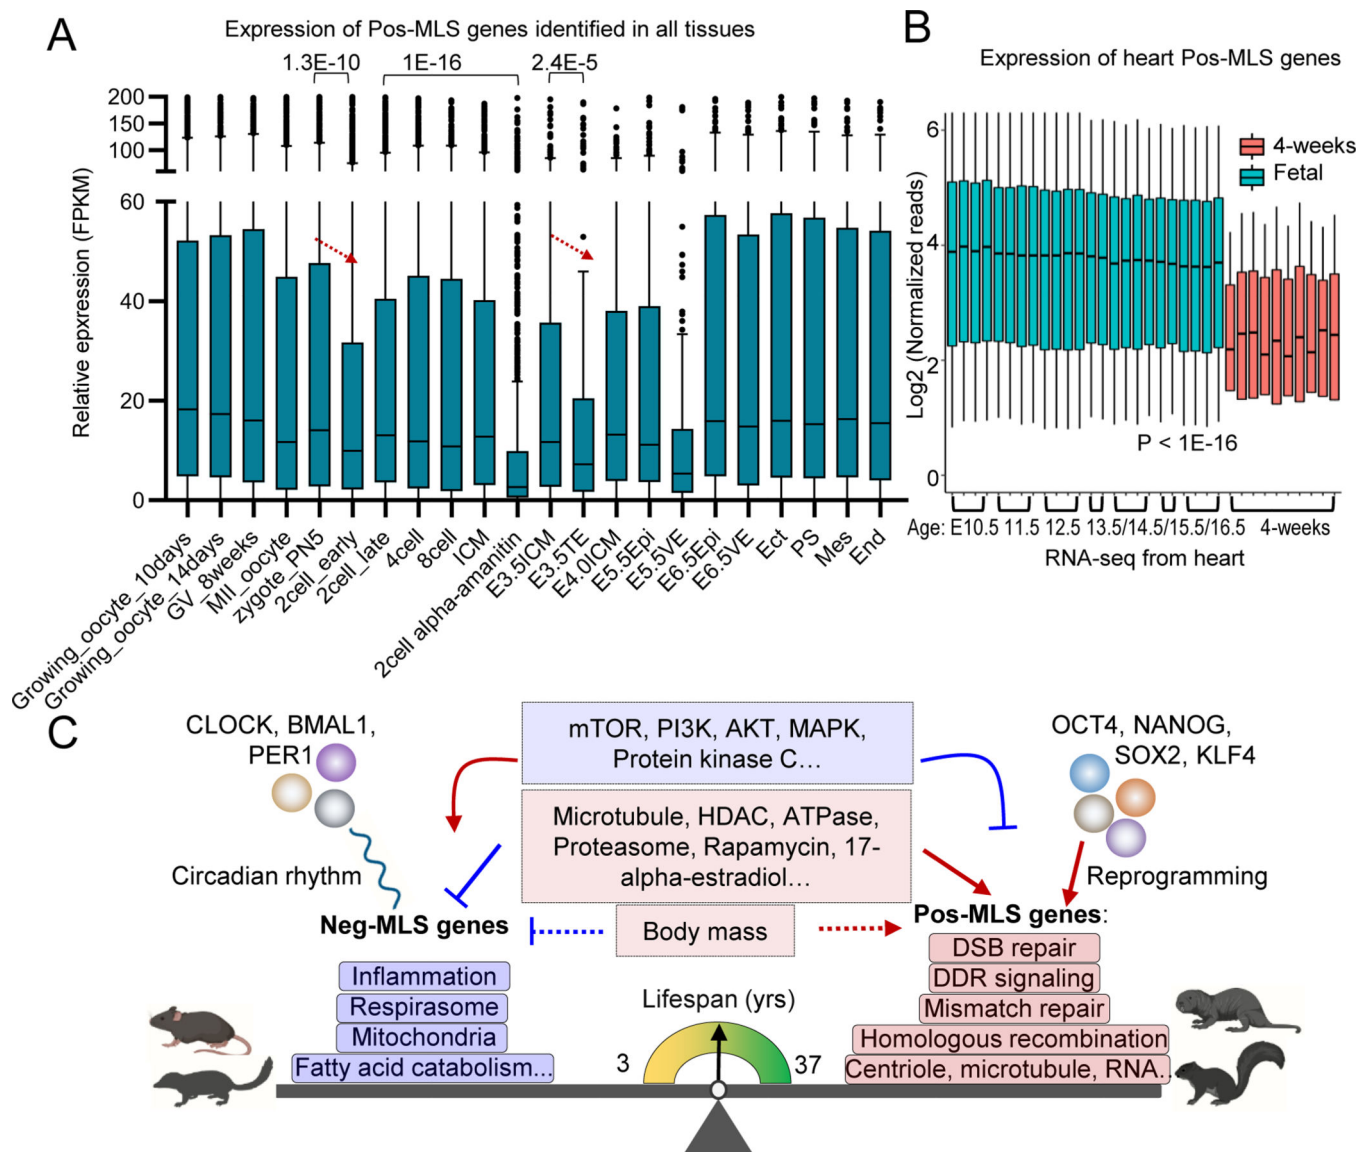 A
Expression of Pos-MLS genes identified in all tissues
1.3E-10
1E-16
2.4E-5
200
150
100
60
40
20
0
Relative epxression (FPKM)
Growing_oocyte_10days
Growing_oocyte_14days
GV_8weeks
MII_oocyte
zygote_PN5
2cell_early
2cell_late
4cell
8cell
ICM
2cell alpha-amanitin
E3.5ICM
E3.5TE
E4.0ICM
E5.5Epi
E5.5VE
E6.5Epi
E6.5VE
Ect
PS
Mes
End
B
Expression of heart Pos-MLS genes
6
4
2
0
Log2 (Normalized reads)
4-weeks
Fetal
P < 1E-16
Age: E10.5 11.5 12.5 13.5/14.5/15.5/16.5 4-weeks
RNA-seq from heart
C
CLOCK, BMAL1,
PER1
Circadian rhythm
mTOR, PI3K, AKT, MAPK,
Protein kinase C...
Microtubule, HDAC, ATPase,
Proteasome, Rapamycin, 17-
alpha-estradiol...
Body mass
OCT4, NANOG,
SOX2, KLF4
Reprogramming
Neg-MLS genes
Inflammation
Respirasome
Mitochondria
Fatty acid catabolism...
Pos-MLS genes:
DSB repair
DDR signaling
Mismatch repair
Homologous recombination
Centriole, microtubule, RNA..
Lifespan (yrs)
3
37